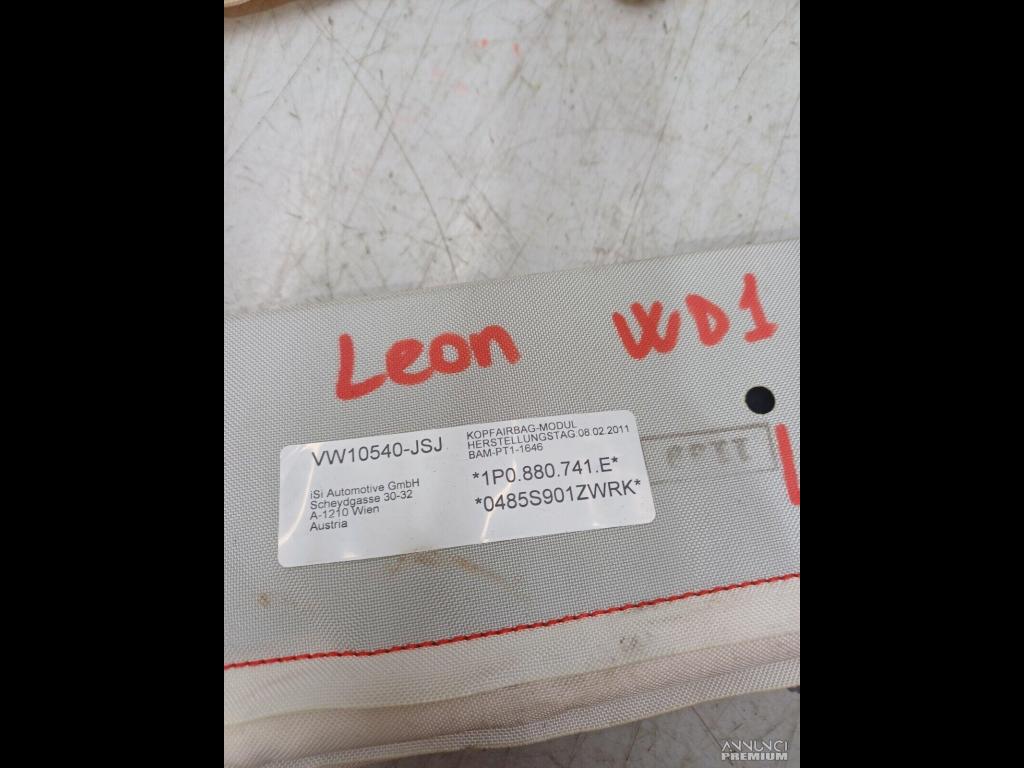 Leon WD1
VW10540-JSJ
iSi Automotive GmbH
Scheydgasse 30-32
A-1210 Wien
Austria
KOPFAIRBAG-MODUL
HERSTELLUNGSTAG:08.02.2011
BAM-PT1-1646
*1P0.880.741.E*
*0485S901ZWRK*
ANNUNCI
PREMIUM